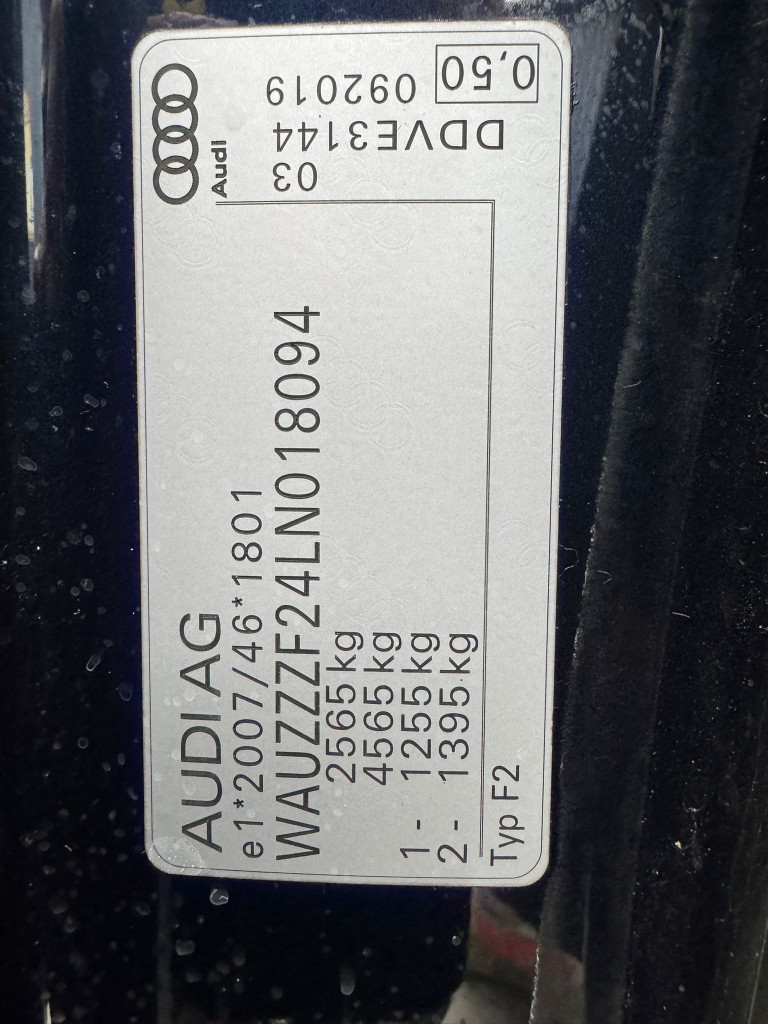 AUDI AG
e1*2007/46*1801
WAUZZZF24LN018094
2565 kg
4565 kg
1 - 1255 kg
2 - 1395 kg
Typ F2
Audi
03
DDVE3144
092019 0,50